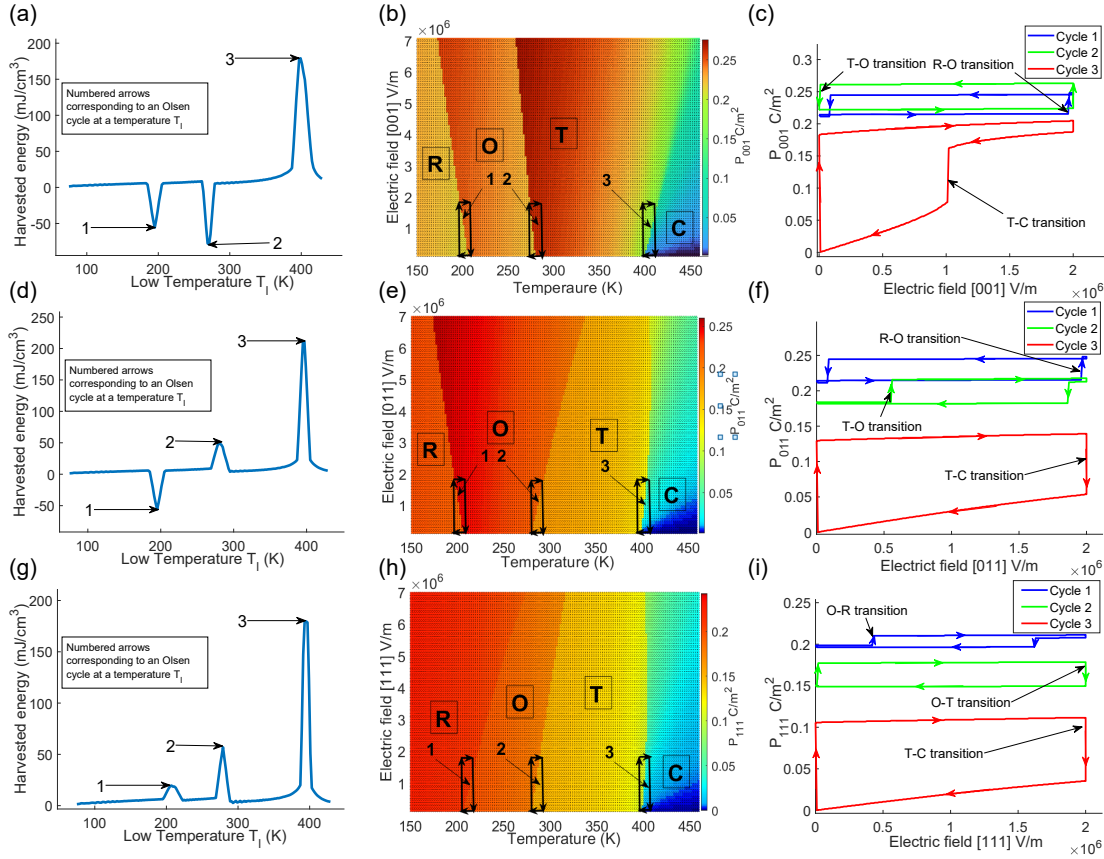 (a)
Harvested energy (mJ/cm³)
200
150
100
50
0
-50
Numbered arrows
corresponding to an Olsen
cycle at a temperature T_l
3
1
2
100 200 300 400
Low Temperature T_l (K)
(b)
×10⁶
Electric field [001] V/m
7
6
5
4
3
2
1
R
O
T
C
1 2
3
150 200 250 300 350 400 450
Temperaure (K)
0.25
0.2
0.15
0.1
0.05
P₀₀₁ C/m²
(c)
P₀₀₁ C/m²
0.3
0.25
0.2
0.15
0.1
0.05
0
T-O transition
R-O transition
Cycle 1
Cycle 2
Cycle 3
T-C transition
0 0.5 1 1.5 2
Electric field [001] V/m ×10⁶
(d)
Harvested energy (mJ/cm³)
250
200
150
100
50
0
-50
Numbered arrows
corresponding to an Olsen
cycle at a temperature T_l
3
2
1
100 200 300 400
Low Temperature T_l (K)
(e)
×10⁶
Electric field [011] V/m
7
6
5
4
3
2
1
R
O
T
C
1 2
3
150 200 250 300 350 400 450
Temperature (K)
0.25
0.2
0.15
0.1
0.05
P₀₁₁ C/m²
(f)
P₀₁₁ C/m²
0.25
0.2
0.15
0.1
0.05
0
Cycle 1
Cycle 2
Cycle 3
R-O transition
T-O transition
T-C transition
0 0.5 1 1.5 2
Electrict field [011] V/m ×10⁶
(g)
Harvested energy (mJ/cm³)
200
150
100
50
0
Numbered arrows
corresponding to an Olsen
cycle at a temperature T_l
3
2
1
100 200 300 400
Low Temperature T_l (K)
(h)
×10⁶
Electric field [111] V/m
7
6
5
4
3
2
1
R
O
T
C
1
2
3
150 200 250 300 350 400 450
Temperature (K)
0.2
0.15
0.1
0.05
P₁₁₁ C/m²
(i)
P₁₁₁ C/m²
0.25
0.2
0.15
0.1
0.05
0
O-R transition
Cycle 1
Cycle 2
Cycle 3
O-T transition
T-C transition
0 0.5 1 1.5 2
Electric field [111] V/m ×10⁶